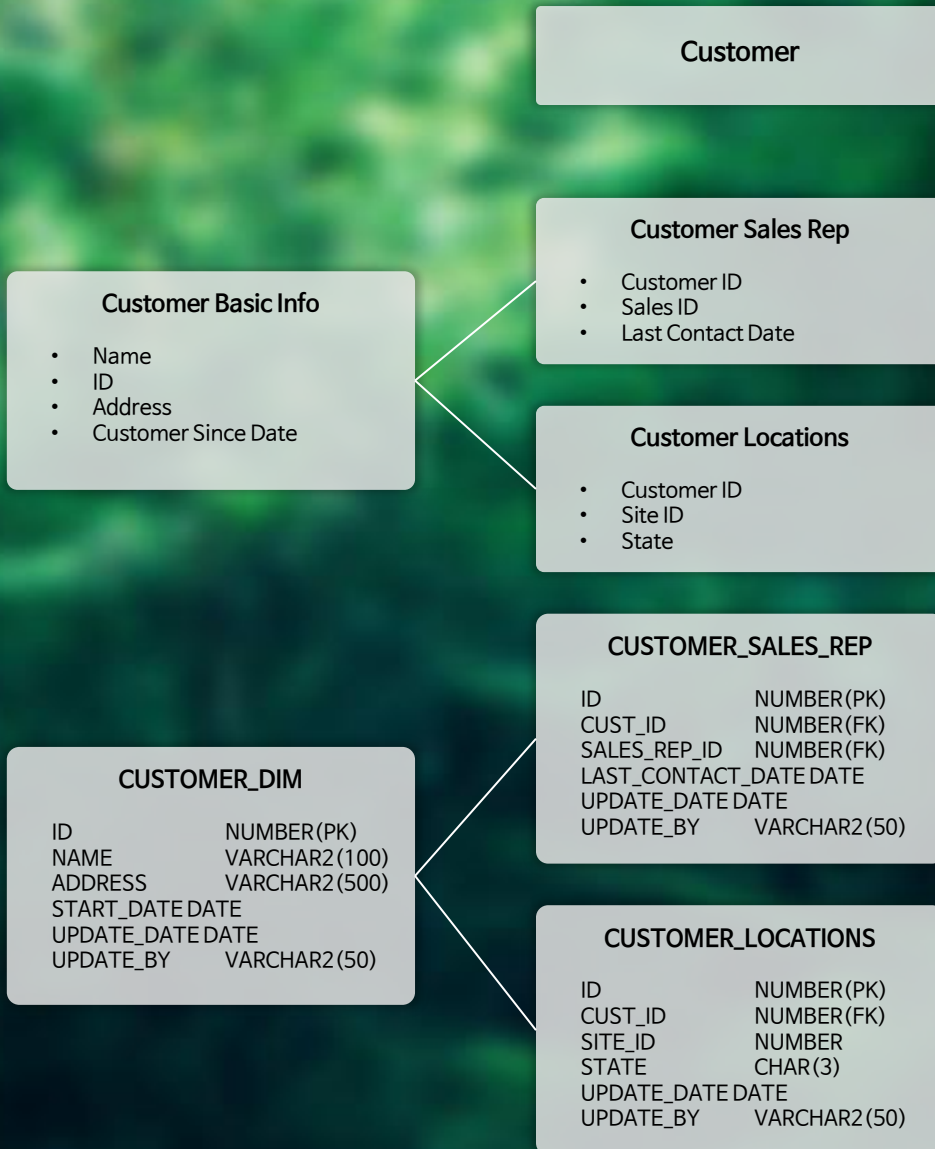 Customer
Customer Sales Rep
• Customer ID
• Sales ID
• Last Contact Date
Customer Basic Info
• Name
• ID
• Address
• Customer Since Date
Customer Locations
• Customer ID
• Site ID
• State
CUSTOMER_SALES_REP
ID NUMBER (PK)
CUST_ID NUMBER (FK)
SALES_REP_ID NUMBER (FK)
LAST_CONTACT_DATE DATE
UPDATE_DATE DATE
UPDATE_BY VARCHAR2 (50)
CUSTOMER_DIM
ID NUMBER (PK)
NAME VARCHAR2 (100)
ADDRESS VARCHAR2 (500)
START_DATE DATE
UPDATE_DATE DATE
UPDATE_BY VARCHAR2 (50)
CUSTOMER_LOCATIONS
ID NUMBER (PK)
CUST_ID NUMBER (FK)
SITE_ID NUMBER
STATE CHAR (3)
UPDATE_DATE DATE
UPDATE_BY VARCHAR2 (50)